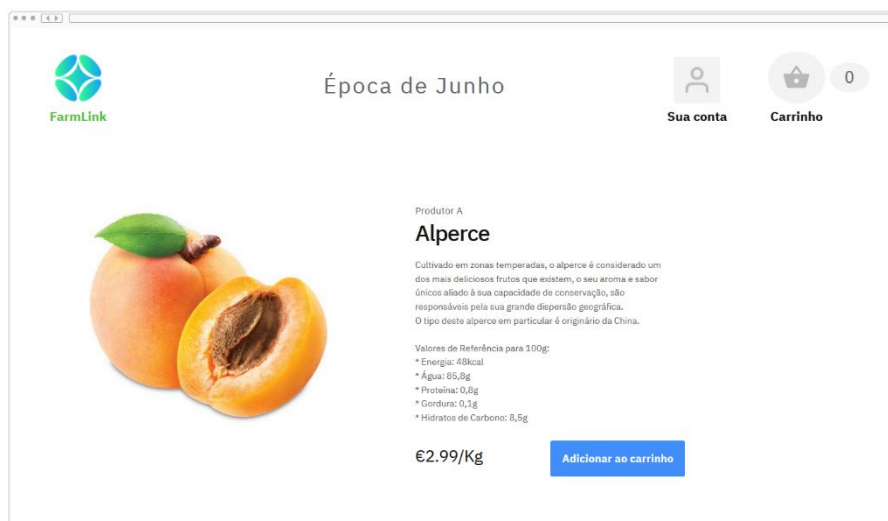 FarmLink
Época de Junho
Sua conta
Carrinho
0
Produtor A
Alperce
Cultivado em zonas temperadas, o alperce é considerado um
dos mais deliciosos frutos que existem, o seu aroma e sabor
únicos aliado à sua capacidade de conservação, são
responsáveis pela sua grande dispersão geográfica.
O tipo deste alperce em particular é originário da China.
Valores de Referência para 100g:
* Energia: 48kcal
* Água: 85,8g
* Proteína: 0,8g
* Gordura: 0,1g
* Hidratos de Carbono: 8,5g
€2.99/Kg
Adicionar ao carrinho